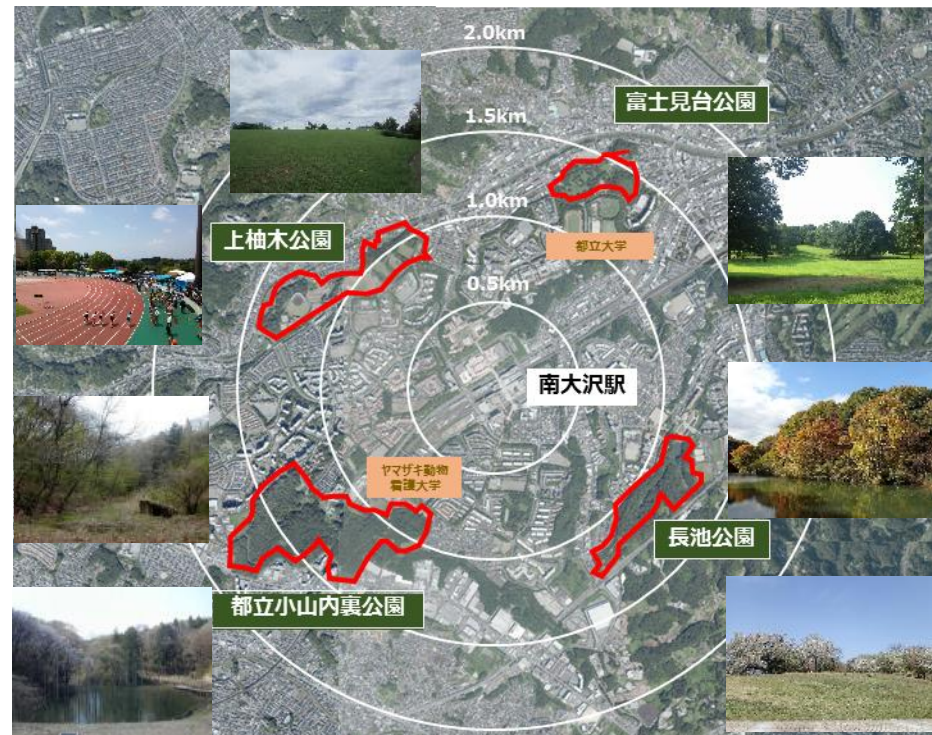 2.0km
富士見台公園
1.5km
1.0km
上柚木公園
都立大学
0.5km
南大沢駅
ヤマザキ動物
看護大学
長池公園
都立小山内裏公園